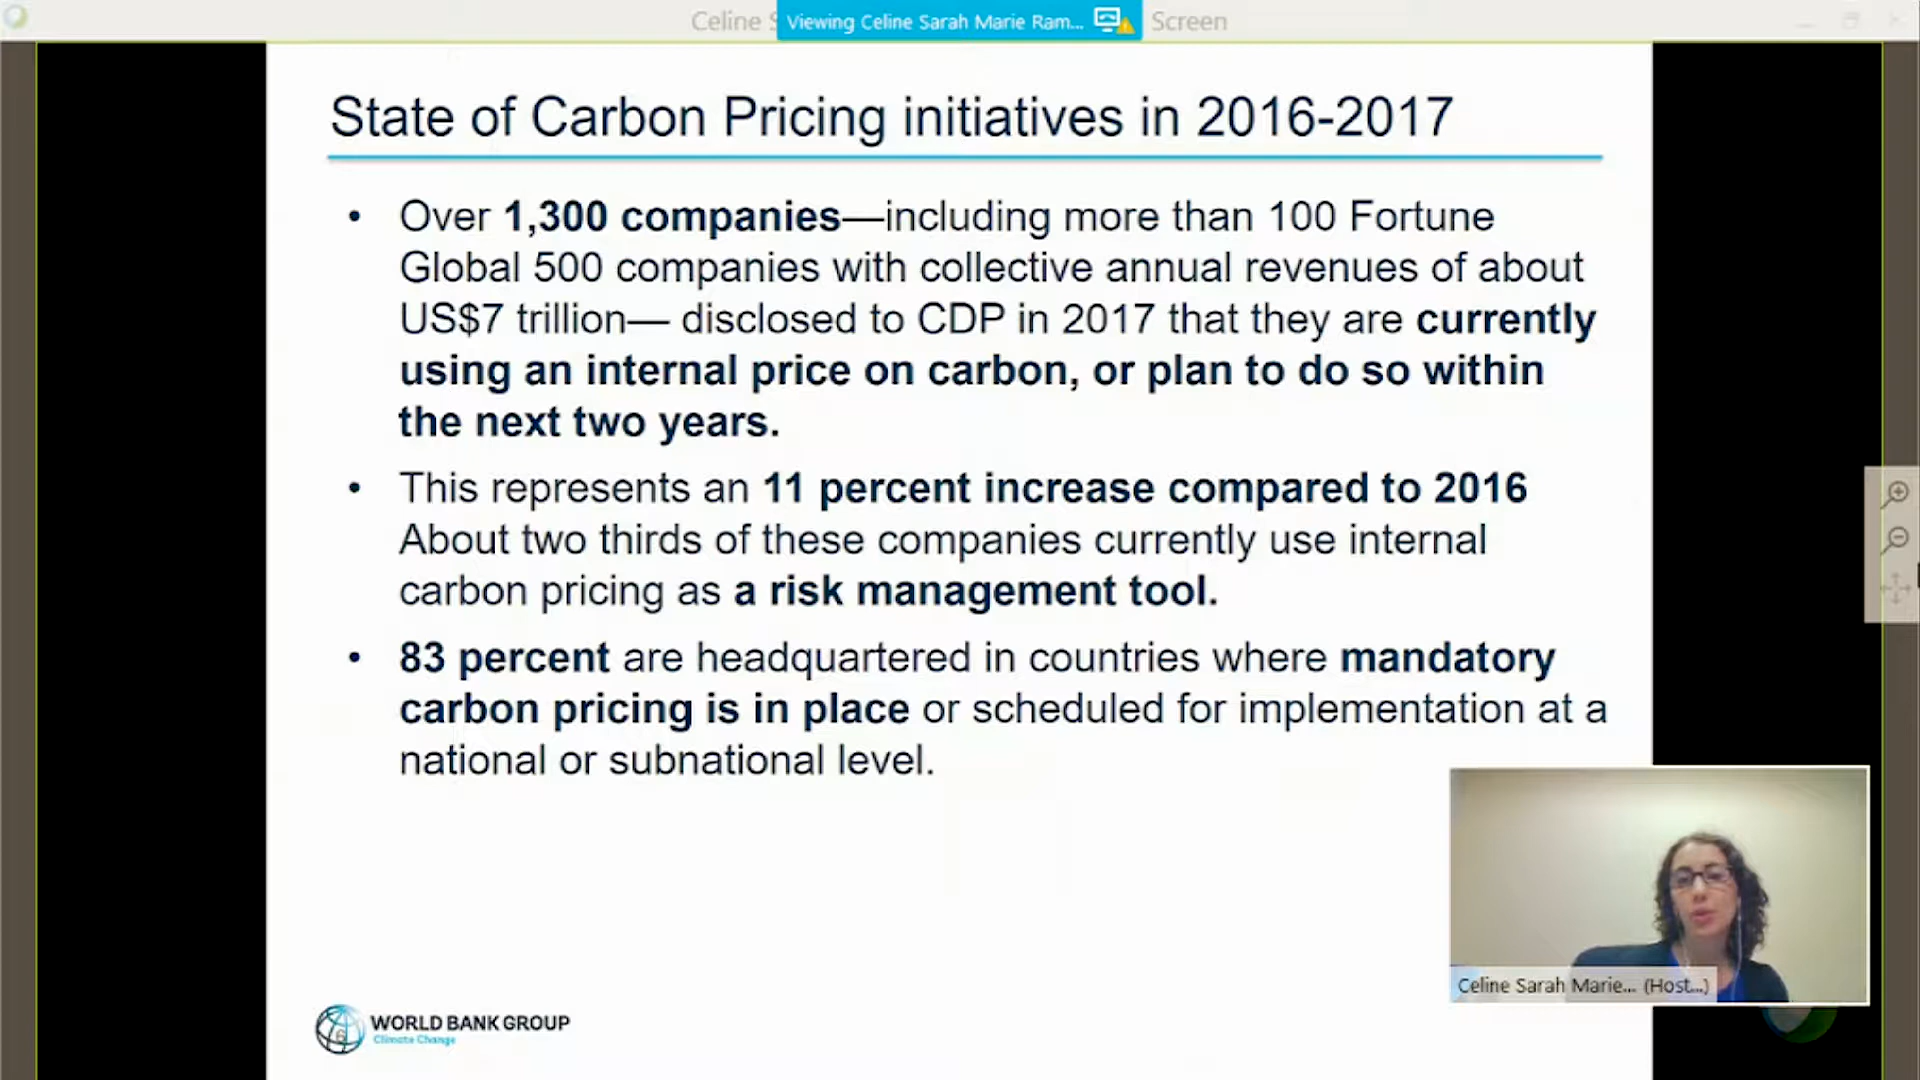 Celine S
Viewing Celine Sarah Marie Ram...
Screen
State of Carbon Pricing initiatives in 2016-2017
• Over 1,300 companies—including more than 100 Fortune
Global 500 companies with collective annual revenues of about
US$7 trillion— disclosed to CDP in 2017 that they are currently
using an internal price on carbon, or plan to do so within
the next two years.
• This represents an 11 percent increase compared to 2016
About two thirds of these companies currently use internal
carbon pricing as a risk management tool.
• 83 percent are headquartered in countries where mandatory
carbon pricing is in place or scheduled for implementation at a
national or subnational level.
Celine Sarah Marie... (Host...)
6
WORLD BANK GROUP
Climate Change